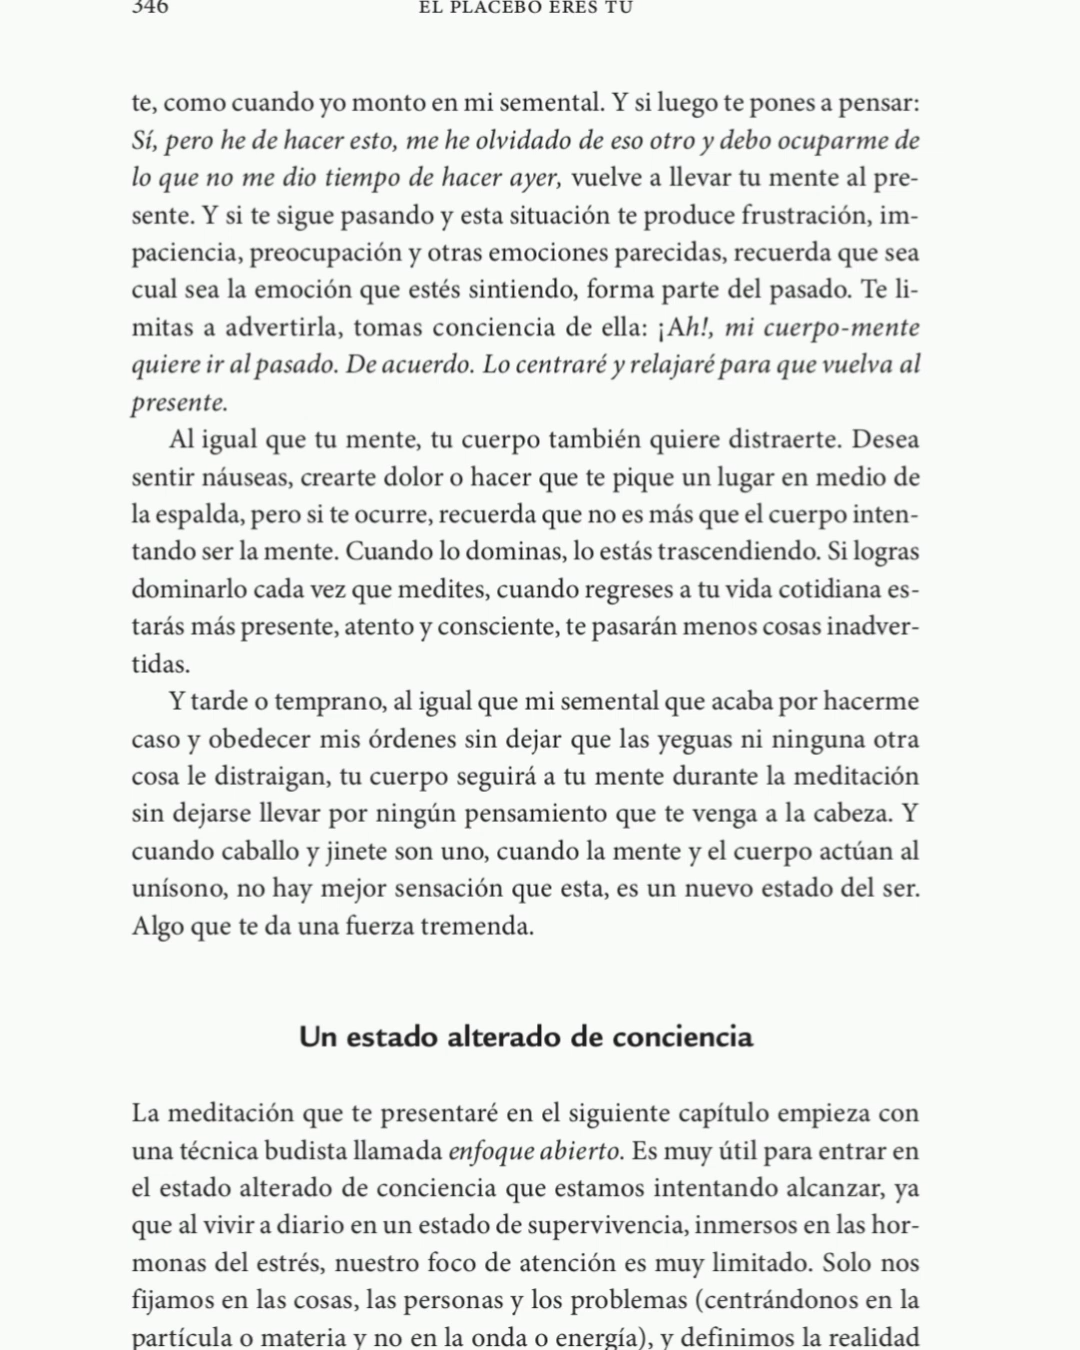 346
EL PLACEBO ERES TÚ
te, como cuando yo monto en mi semental. Y si luego te pones a pensar:
Sí, pero he de hacer esto, me he olvidado de eso otro y debo ocuparme de
lo que no me dio tiempo de hacer ayer, vuelve a llevar tu mente al pre-
sente. Y si te sigue pasando y esta situación te produce frustración, im-
paciencia, preocupación y otras emociones parecidas, recuerda que sea
cual sea la emoción que estés sintiendo, forma parte del pasado. Te li-
mitas a advertirla, tomas conciencia de ella: ¡Ah!, mi cuerpo-mente
quiere ir al pasado. De acuerdo. Lo centraré y relajaré para que vuelva al
presente.
Al igual que tu mente, tu cuerpo también quiere distraerte. Desea
sentir náuseas, crearte dolor o hacer que te pique un lugar en medio de
la espalda, pero si te ocurre, recuerda que no es más que el cuerpo inten-
tando ser la mente. Cuando lo dominas, lo estás trascendiendo. Si logras
dominarlo cada vez que medites, cuando regreses a tu vida cotidiana es-
tarás más presente, atento y consciente, te pasarán menos cosas inadver-
tidas.
Y tarde o temprano, al igual que mi semental que acaba por hacerme
caso y obedecer mis órdenes sin dejar que las yeguas ni ninguna otra
cosa le distraigan, tu cuerpo seguirá a tu mente durante la meditación
sin dejarse llevar por ningún pensamiento que te venga a la cabeza. Y
cuando caballo y jinete son uno, cuando la mente y el cuerpo actúan al
unísono, no hay mejor sensación que esta, es un nuevo estado del ser.
Algo que te da una fuerza tremenda.
Un estado alterado de conciencia
La meditación que te presentaré en el siguiente capítulo empieza con
una técnica budista llamada enfoque abierto. Es muy útil para entrar en
el estado alterado de conciencia que estamos intentando alcanzar, ya
que al vivir a diario en un estado de supervivencia, inmersos en las hor-
monas del estrés, nuestro foco de atención es muy limitado. Solo nos
fijamos en las cosas, las personas y los problemas (centrándonos en la
partícula o materia y no en la onda o energía), y definimos la realidad